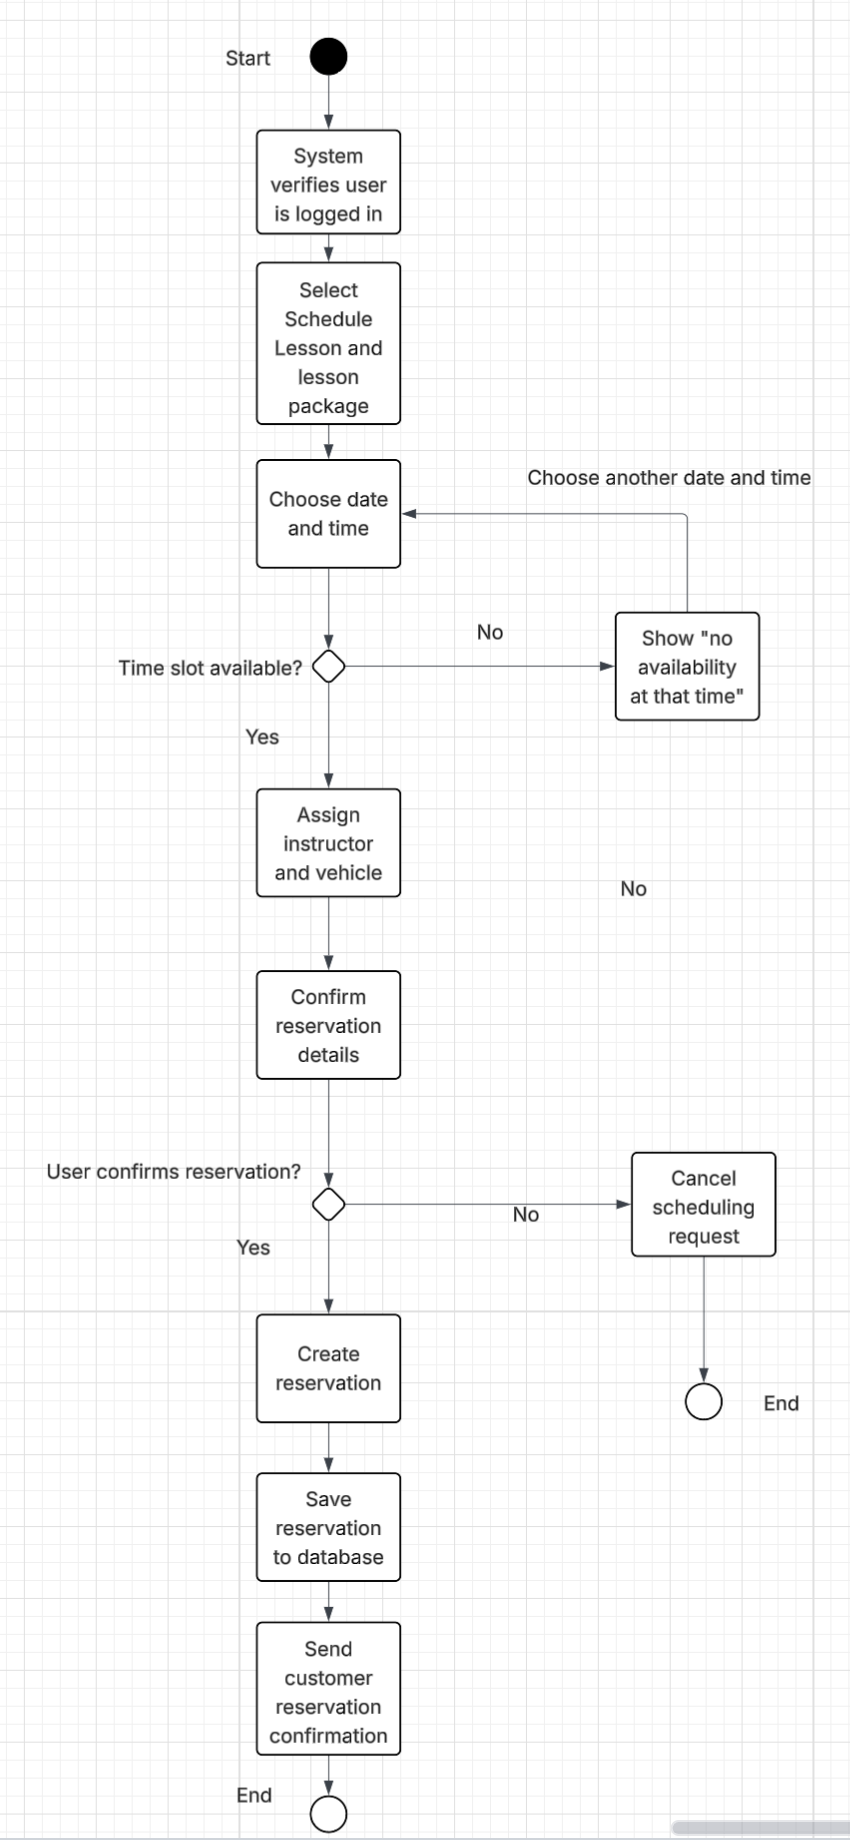 Start
System
verifies user
is logged in
Select
Schedule
Lesson and
lesson
package
Choose another date and time
Choose date
and time
No
Show "no
availability
at that time"
Time slot available?
Yes
Assign
instructor
and vehicle
No
Confirm
reservation
details
User confirms reservation?
Cancel
scheduling
request
No
Yes
Create
reservation
End
Save
reservation
to database
Send
customer
reservation
confirmation
End